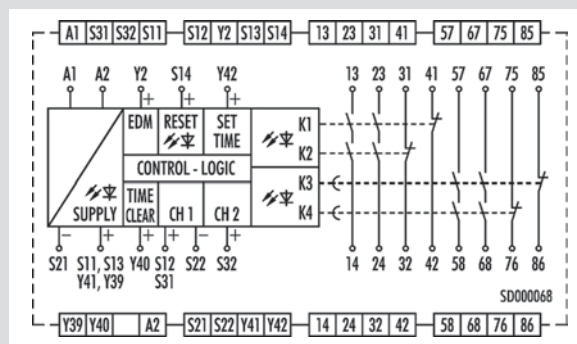 A1 S31 S32 S11 S12 Y2 S13 S14 13 23 31 41 57 67 75 85
A1 A2 Y2 S14 Y42 13 23 31 41 57 67 75 85
+ + +
EDM RESET SET TIME
K1
K2
CONTROL - LOGIC
K3
SUPPLY TIME CLEAR CH 1 CH 2
K4
− + + + − +
S21 S11, S13 Y40 S12 S22 S32 14 24 32 42 58 68 76 86
Y41, Y39 S31
SD000068
Y39 Y40 A2 S21 S22 Y41 Y42 14 24 32 42 58 68 76 86